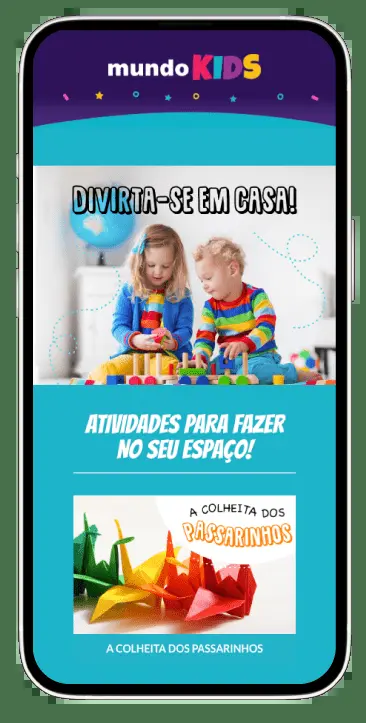 mundo KIDS
DIVIRTA-SE EM CASA!
ATIVIDADES PARA FAZER
NO SEU ESPAÇO!
A COLHEITA DOS
PASSARINHOS
A COLHEITA DOS PASSARINHOS